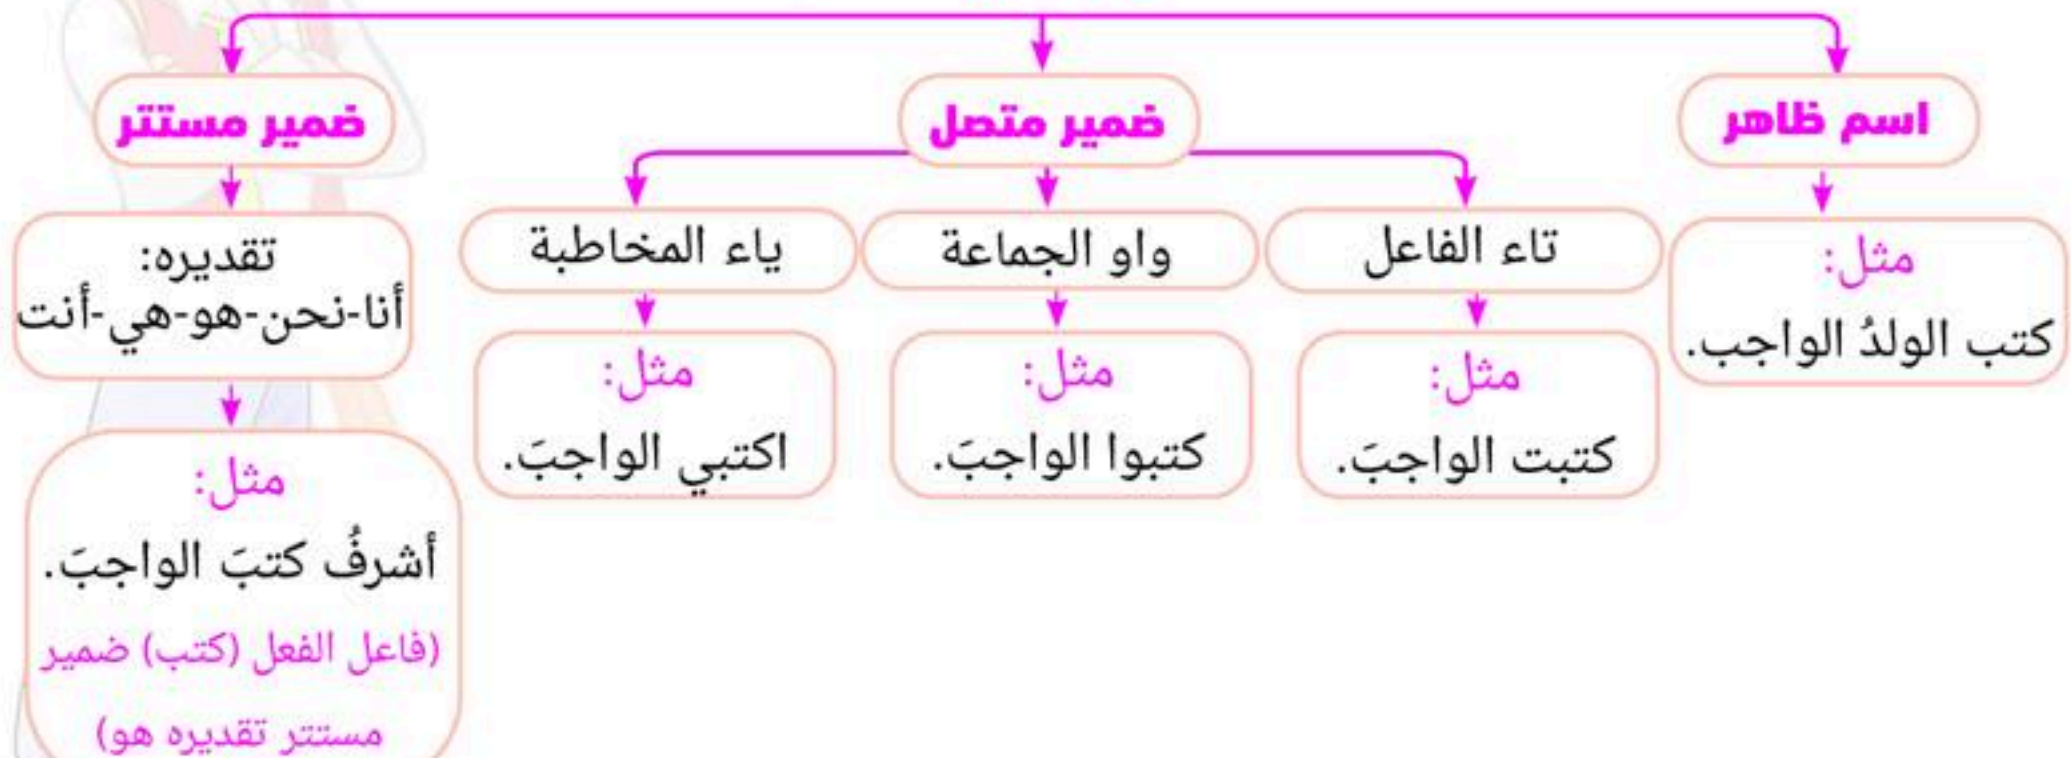 اسم ظاهر
مثل:
كتب الولدُ الواجب.
ضمير متصل
تاء الفاعل
مثل:
كتبت الواجبَ.
واو الجماعة
مثل:
كتبوا الواجبَ.
ياء المخاطبة
مثل:
اكتبي الواجبَ.
ضمير مستتر
تقديره:
أنا-نحن-هو-هي-أنت
مثل:
أشرفُ كتبَ الواجبَ.
(فاعل الفعل (كتب) ضمير
مستتر تقديره هو)